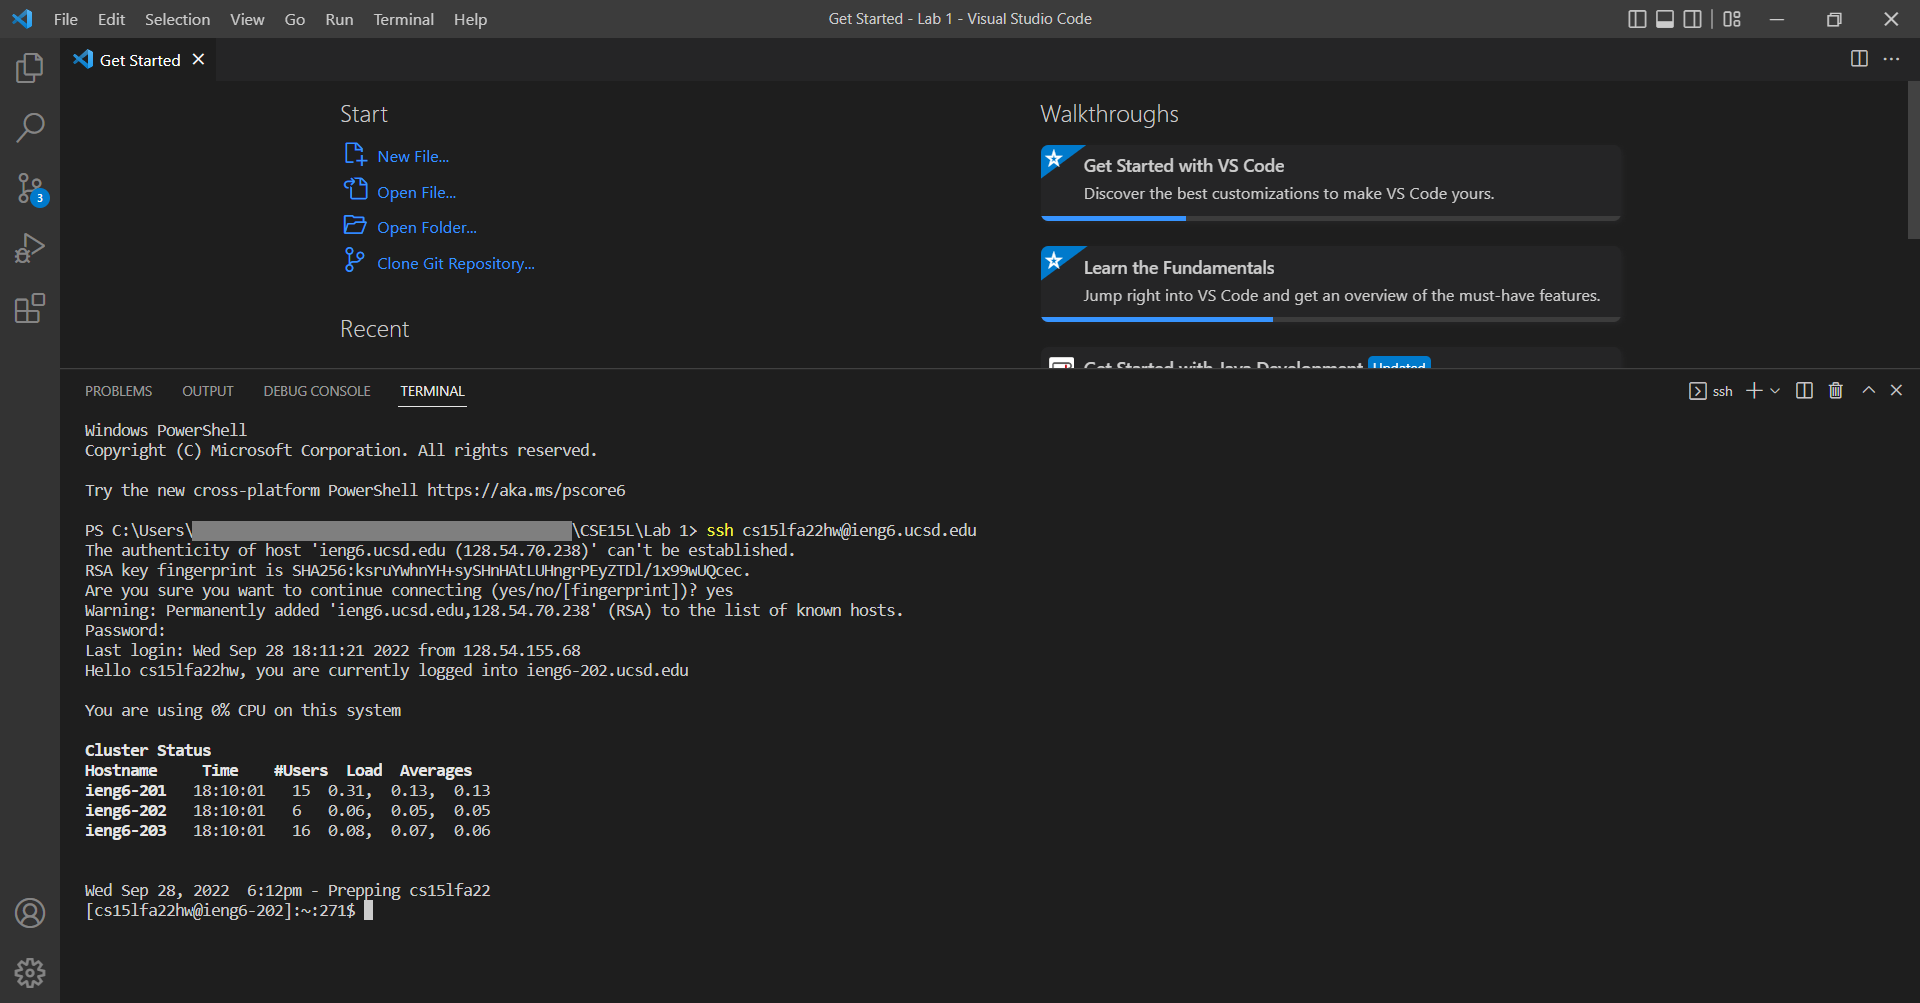 File Edit Selection View Go Run Terminal Help
Get Started - Lab 1 - Visual Studio Code
Get Started
Start
New File...
Open File...
Open Folder...
Clone Git Repository...
Recent
Walkthroughs
Get Started with VS Code
Discover the best customizations to make VS Code yours.
Learn the Fundamentals
Jump right into VS Code and get an overview of the must-have features.
Get Started with Java Development Updated
3
PROBLEMS OUTPUT DEBUG CONSOLE TERMINAL
ssh
Windows PowerShell
Copyright (C) Microsoft Corporation. All rights reserved.
Try the new cross-platform PowerShell https://aka.ms/pscore6
PS C:\Users\ \CSE15L\Lab 1> ssh cs15lfa22hw@ieng6.ucsd.edu
The authenticity of host 'ieng6.ucsd.edu (128.54.70.238)' can't be established.
RSA key fingerprint is SHA256:ksruYwhnYH+sySHnHAtLUHngrPEyZTDl/1x99wUQcec.
Are you sure you want to continue connecting (yes/no/[fingerprint])? yes
Warning: Permanently added 'ieng6.ucsd.edu,128.54.70.238' (RSA) to the list of known hosts.
Password:
Last login: Wed Sep 28 18:11:21 2022 from 128.54.155.68
Hello cs15lfa22hw, you are currently logged into ieng6-202.ucsd.edu
You are using 0% CPU on this system
Cluster Status
Hostname Time #Users Load Averages
ieng6-201 18:10:01 15 0.31, 0.13, 0.13
ieng6-202 18:10:01 6 0.06, 0.05, 0.05
ieng6-203 18:10:01 16 0.08, 0.07, 0.06
Wed Sep 28, 2022 6:12pm - Prepping cs15lfa22
[cs15lfa22hw@ieng6-202]:~:271$